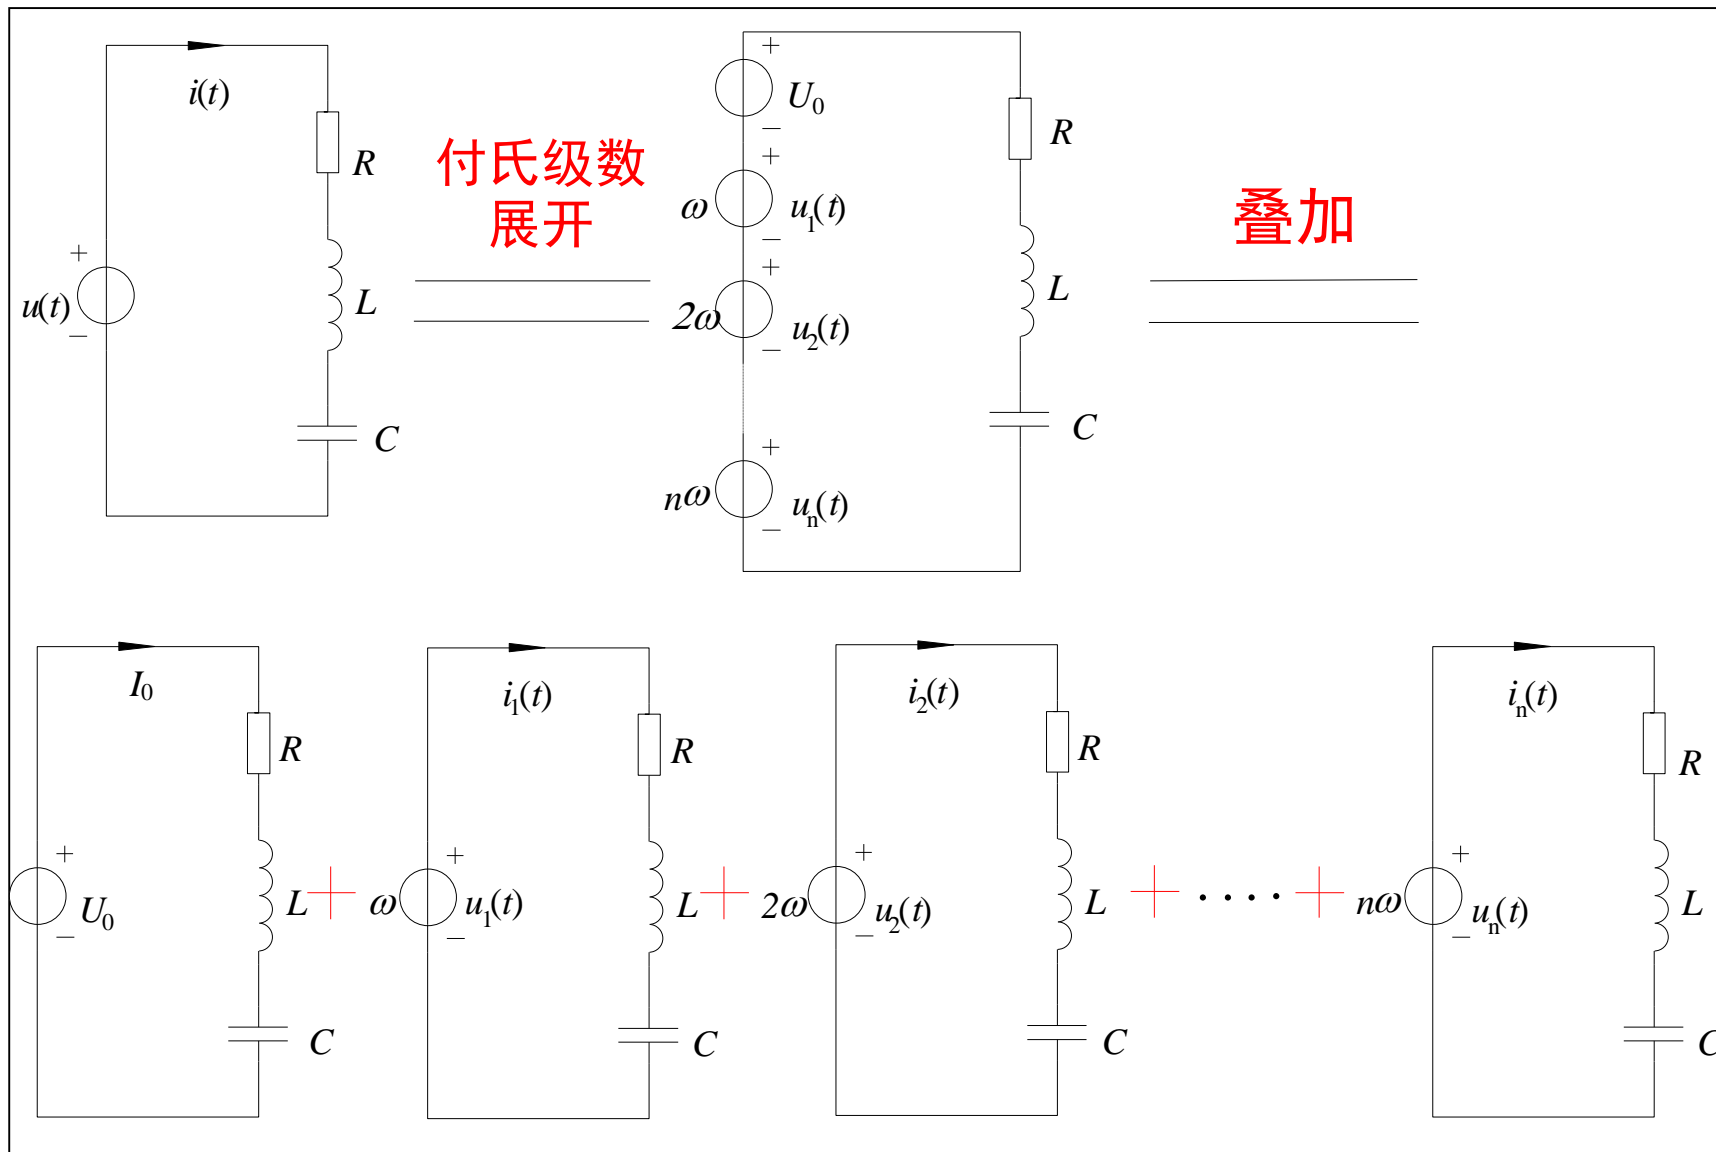 i(t)
R
L
C
+
u(t)
−
付氏级数
展开
+
U₀
−
+
ω u₁(t)
−
+
2ω u₂(t)
−
+
nω uₙ(t)
−
R
L
C
叠加
I₀
R
+
U₀
−
L
C
+
i₁(t)
R
+
ω u₁(t)
−
L
C
+
i₂(t)
R
+
2ω u₂(t)
−
L
C
+ ···· +
iₙ(t)
R
+
nω uₙ(t)
−
L
C